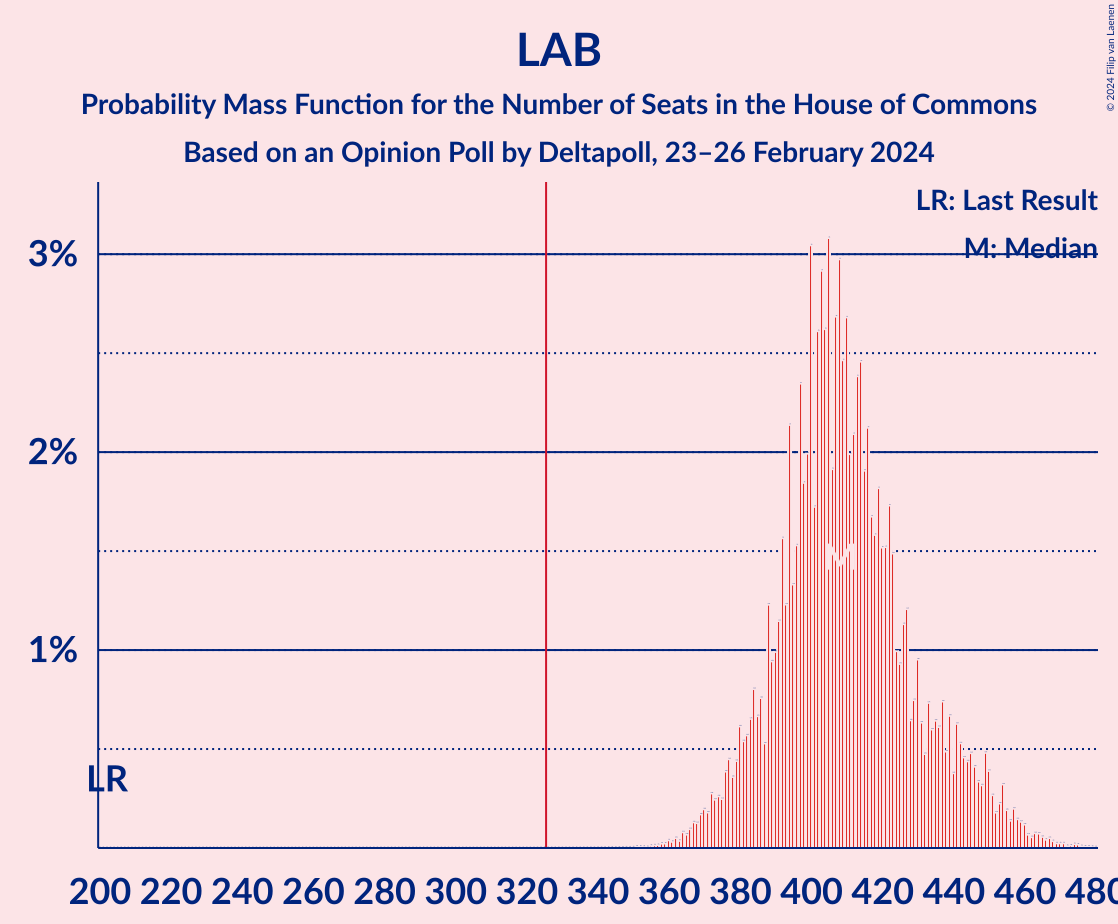 LAB
Probability Mass Function for the Number of Seats in the House of Commons
Based on an Opinion Poll by Deltapoll, 23–26 February 2024
© 2024 Filip van Laenen
LR: Last Result
M: Median
3%
2%
1%
LR
M
200 220 240 260 280 300 320 340 360 380 400 420 440 460 480